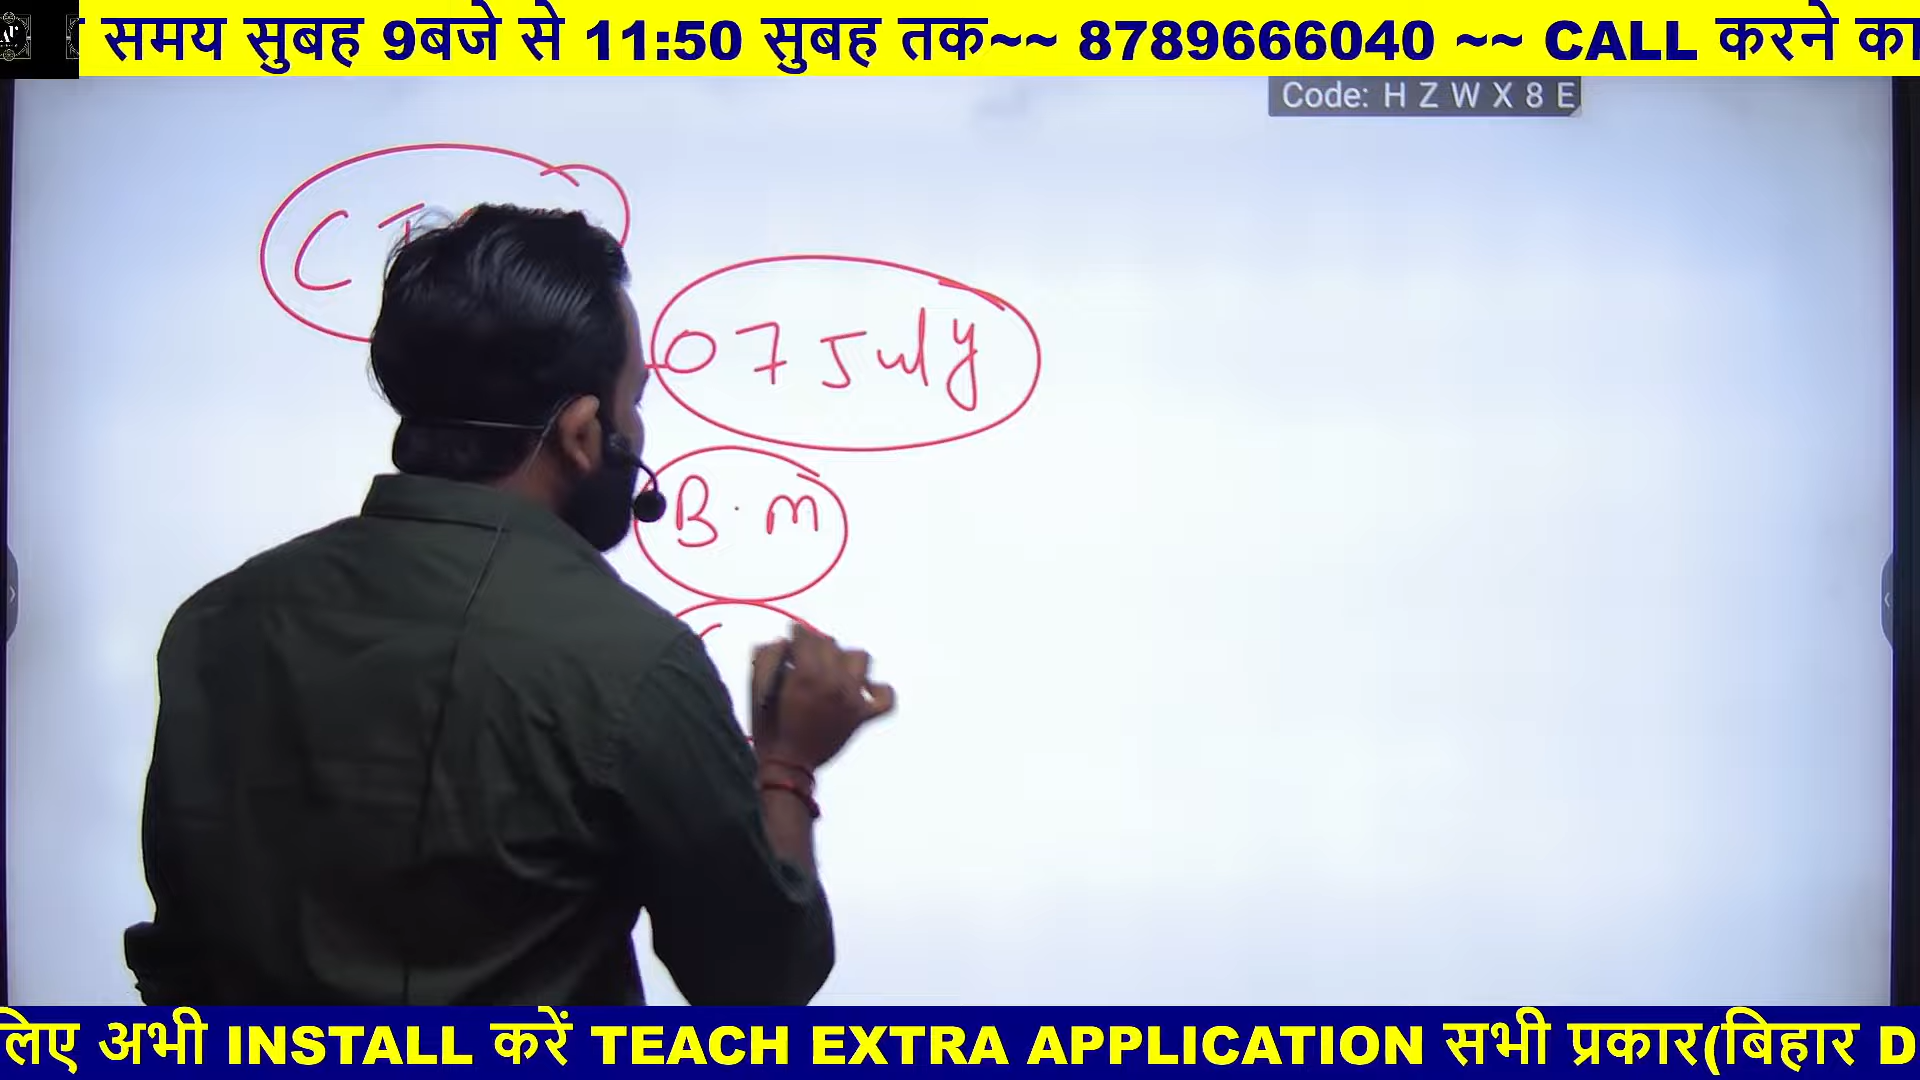 समय सुबह 9बजे से 11:50 सुबह तक~~ 8789666040 ~~ CALL करने का
Code: H Z W X 8 E
C
07 July
B.M
लिए अभी INSTALL करें TEACH EXTRA APPLICATION सभी प्रकार(बिहार D